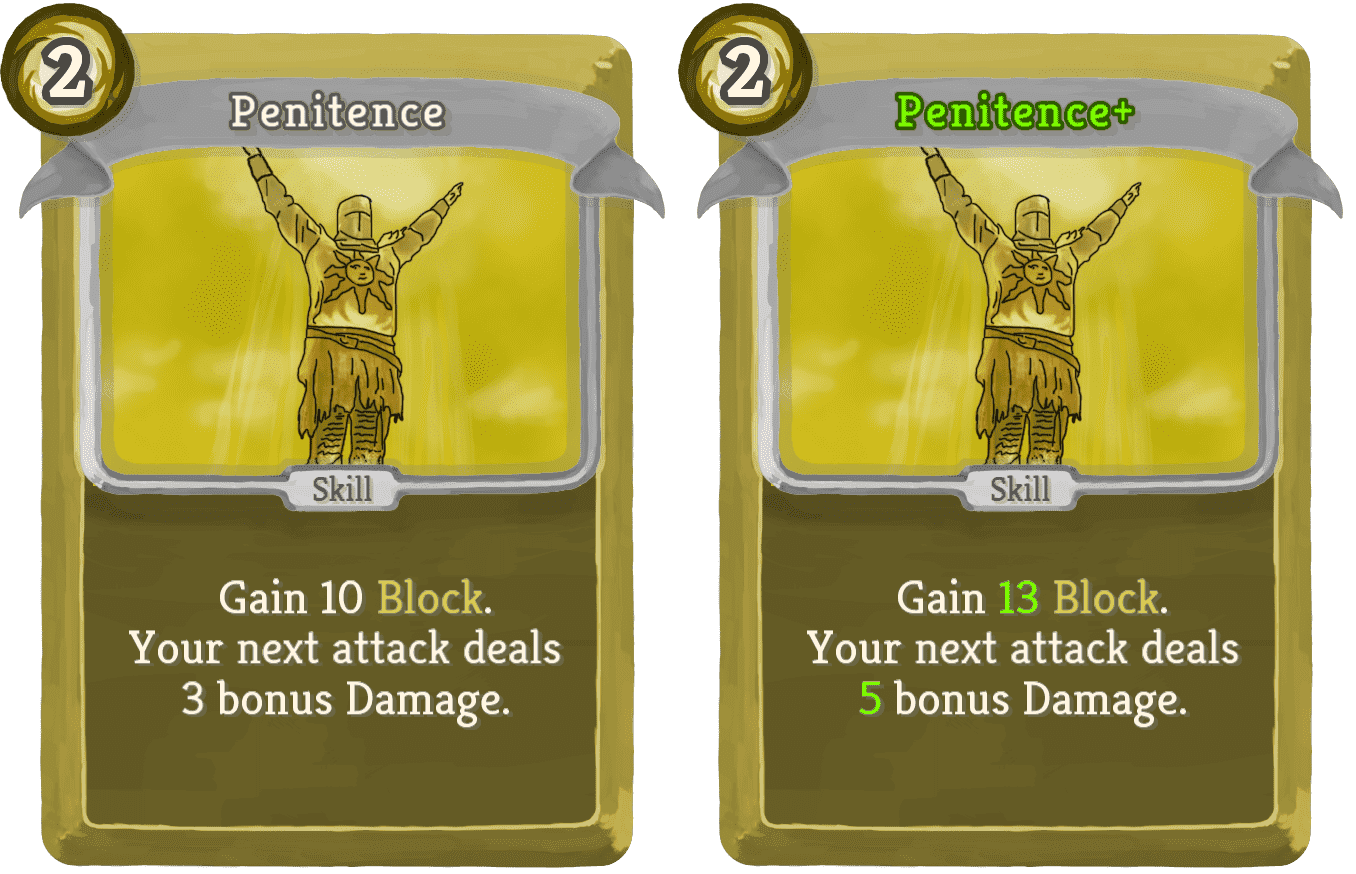 2
Penitence
Skill
Gain 10 Block.
Your next attack deals
3 bonus Damage.
2
Penitence+
Skill
Gain 13 Block.
Your next attack deals
5 bonus Damage.